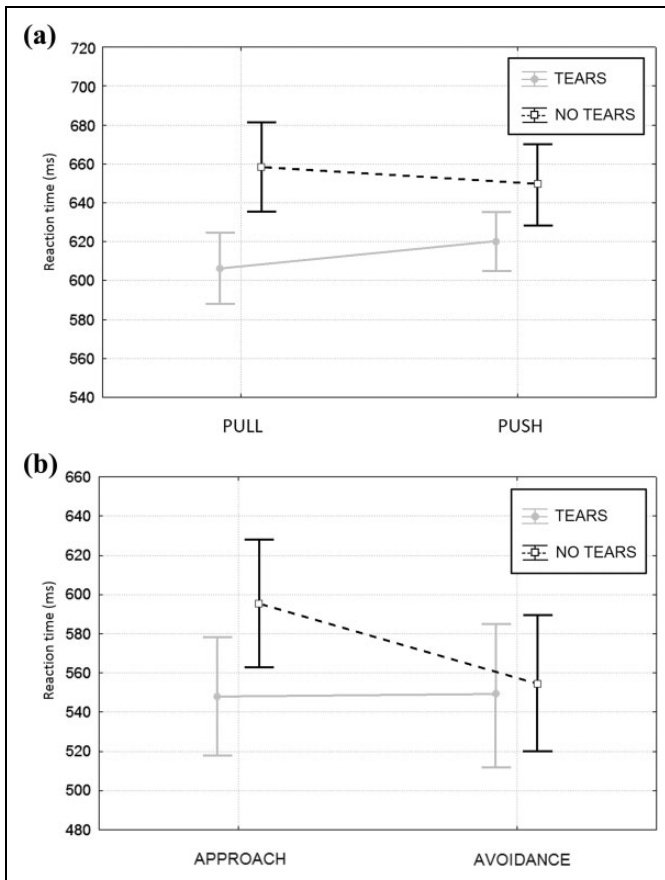 (a)
720
700
680
660
640
620
600
580
560
540
Reaction time (ms)
TEARS
NO TEARS
PULL PUSH
(b)
660
640
620
600
580
560
540
520
500
480
Reaction time (ms)
TEARS
NO TEARS
APPROACH AVOIDANCE